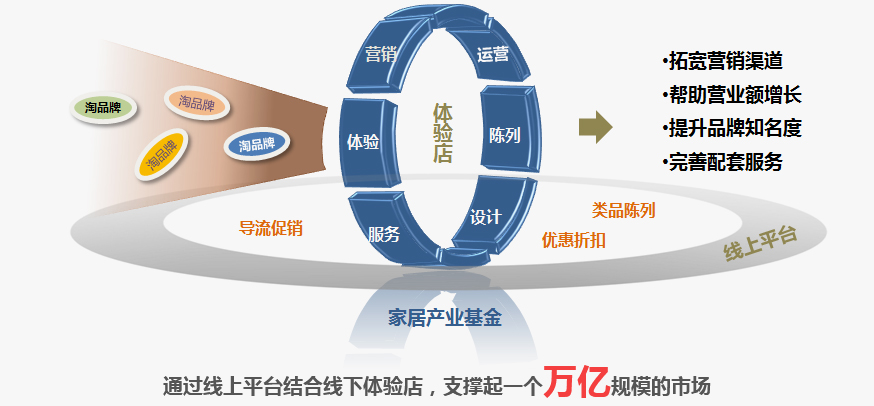 营销
运营
体验
体验店
陈列
服务
设计
淘品牌
淘品牌
淘品牌
淘品牌
•拓宽营销渠道
•帮助营业额增长
•提升品牌知名度
•完善配套服务
导流促销
类品陈列
优惠折扣
线上平台
家居产业基金
通过线上平台结合线下体验店，支撑起一个万亿规模的市场